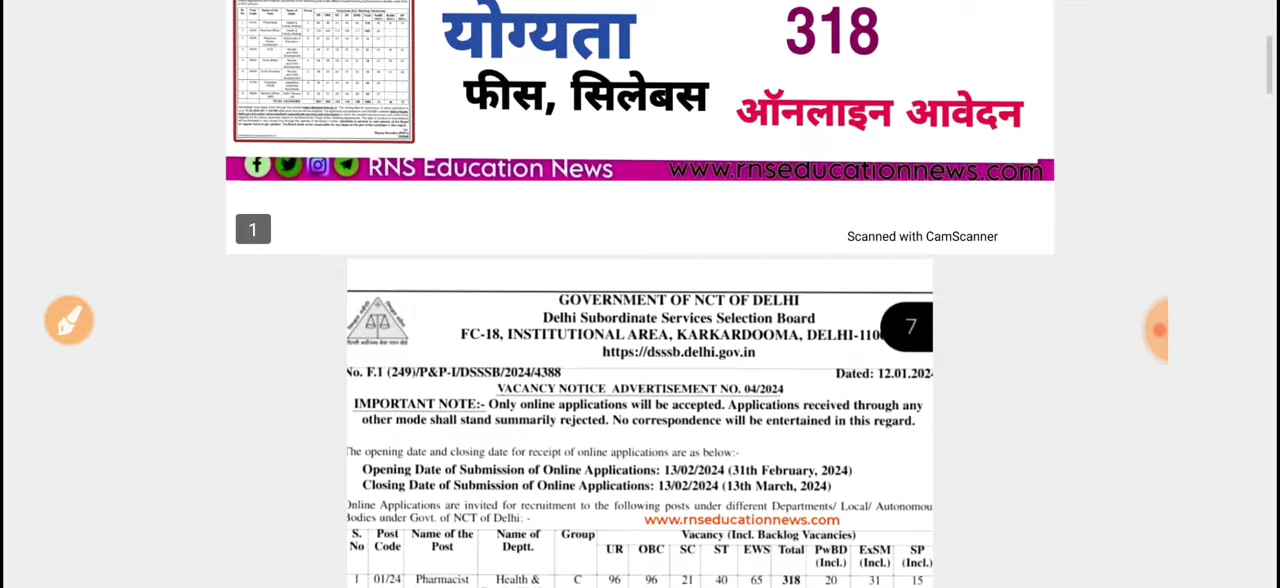 योग्यता
318
फीस, सिलेबस
ऑनलाइन आवेदन
RNS Education News
www.rnseducationnews.com
1
Scanned with CamScanner
GOVERNMENT OF NCT OF DELHI
Delhi Subordinate Services Selection Board
FC-18, INSTITUTIONAL AREA, KARKARDOOMA, DELHI-110
7
https://dsssb.delhi.gov.in
No. F.1 (249)/P&P-I/DSSSB/2024/4388 Dated: 12.01.202
VACANCY NOTICE ADVERTISEMENT NO. 04/2024
IMPORTANT NOTE:- Only online applications will be accepted. Applications received through any
other mode shall stand summarily rejected. No correspondence will be entertained in this regard.
The opening date and closing date for receipt of online applications are as below:-
Opening Date of Submission of Online Applications: 13/02/2024 (31th February, 2024)
Closing Date of Submission of Online Applications: 13/02/2024 (13th March, 2024)
Online Applications are invited for recruitment to the following posts under different Departments/ Local/ Autonomou
Bodies under Govt. of NCT of Delhi: -
www.rnseducationnews.com
S. Post Name of the Name of Group Vacancy (Incl. Backlog Vacancies)
No Code Post Deptt. UR OBC SC ST EWS Total PwBD ExSM SP
(Incl.) (Incl.) (Incl.)
1 01/24 Pharmacist Health & C 96 96 21 40 65 318 20 31 15